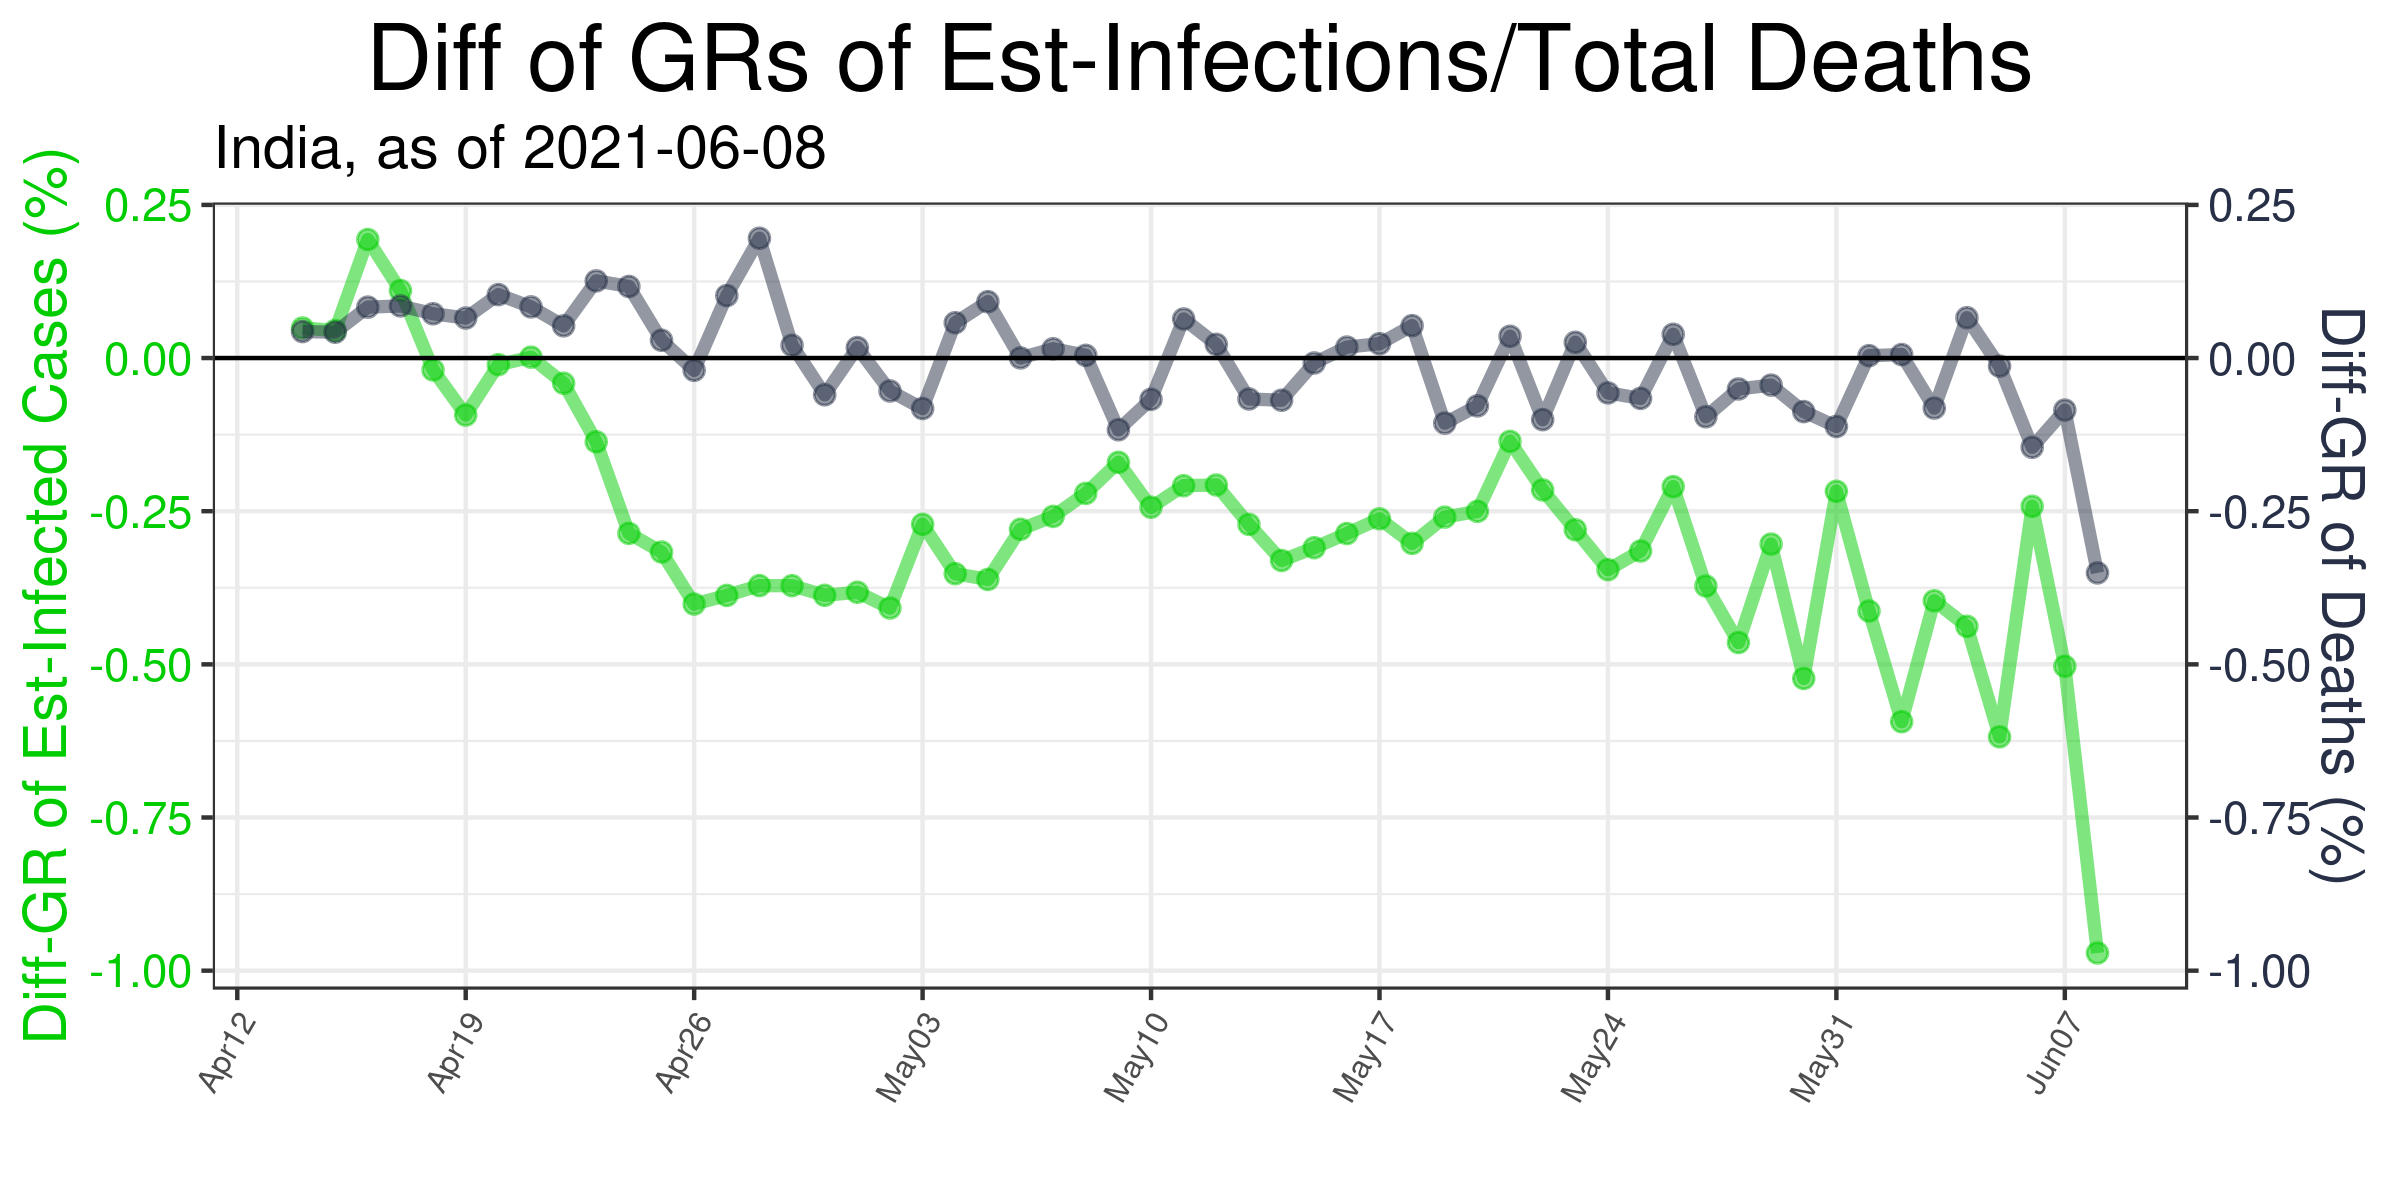 Diff of GRs of Est-Infections/Total Deaths
India, as of 2021-06-08
Diff-GR of Est-Infected Cases (%)
0.25
0.00
-0.25
-0.50
-0.75
-1.00
0.25
0.00
-0.25
-0.50
-0.75
-1.00
Diff-GR of Deaths (%)
Apr12
Apr19
Apr26
May03
May10
May17
May24
May31
Jun07